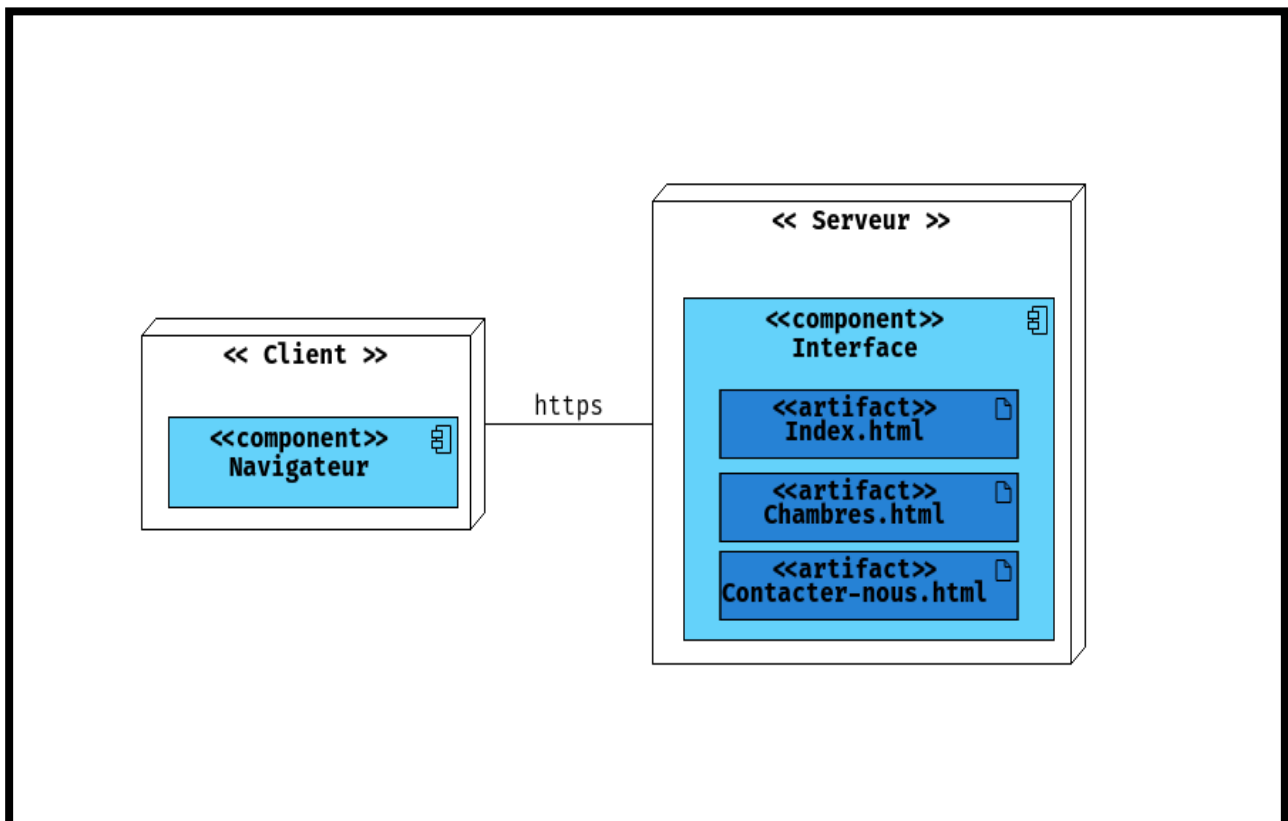 << Client >>
<<component>>
Navigateur
https
<< Serveur >>
<<component>>
Interface
<<artifact>>
Index.html
<<artifact>>
Chambres.html
<<artifact>>
Contacter-nous.html